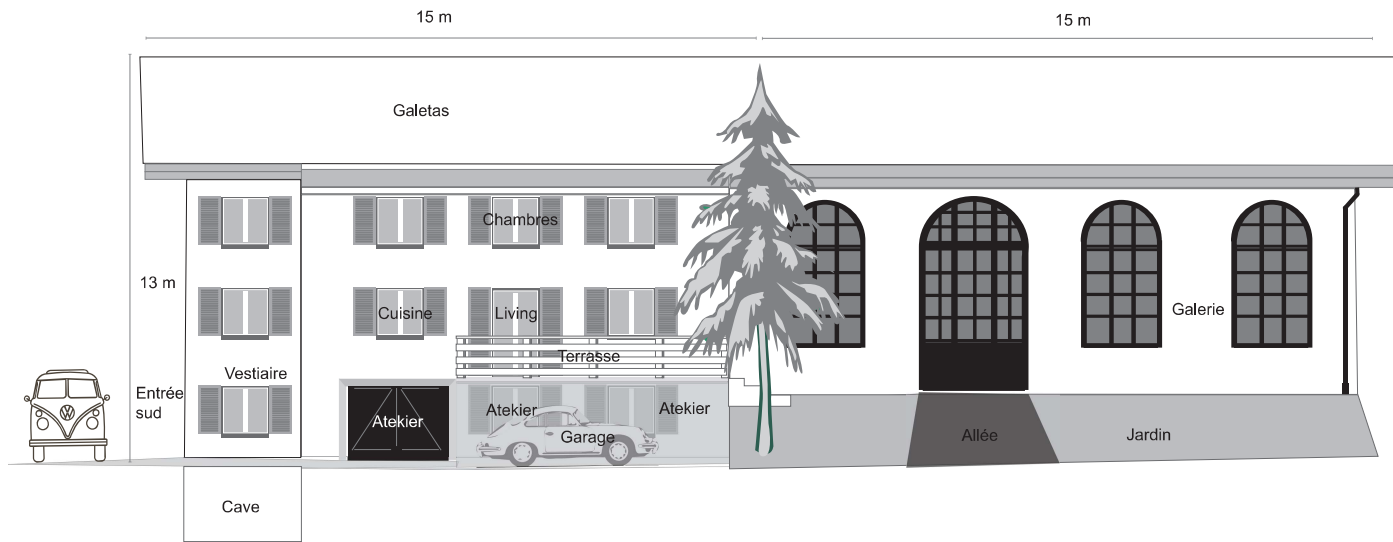 15 m
15 m
Galetas
Chambres
13 m
Cuisine
Living
Galerie
Terrasse
Vestiaire
Entrée
sud
Atekier
Atekier
Atekier
Garage
Allée
Jardin
Cave